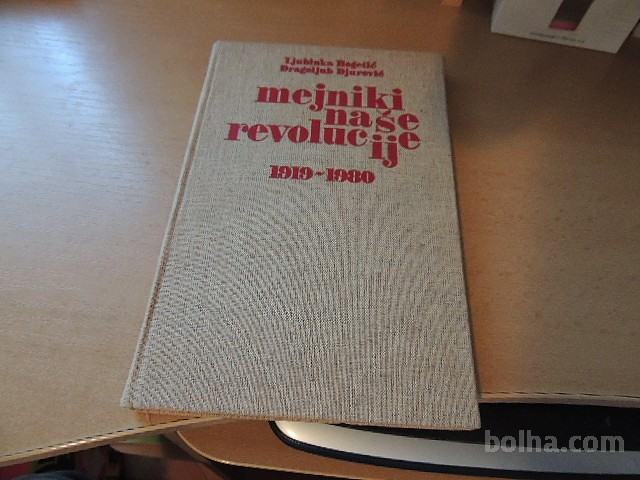 Ljubinka Bogetić
Dragoljub Djurović
mejniki
naše
revolucije
1919-1980
bolha.com